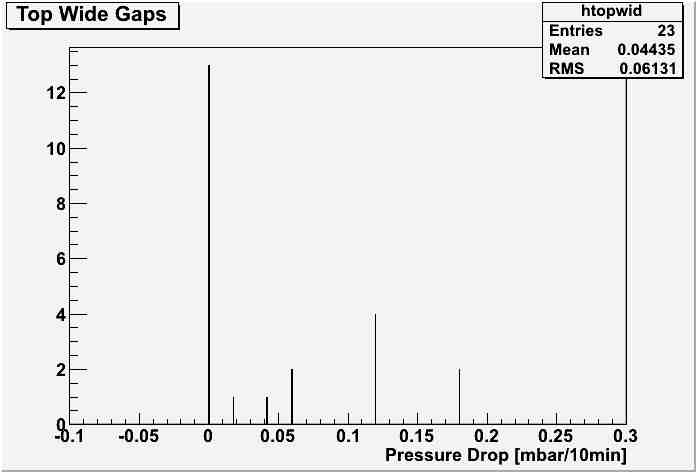 Top Wide Gaps
htopwid
Entries 23
Mean 0.04435
RMS 0.06131
12
10
8
6
4
2
0
-0.1 -0.05 0 0.05 0.1 0.15 0.2 0.25 0.3
Pressure Drop [mbar/10min]